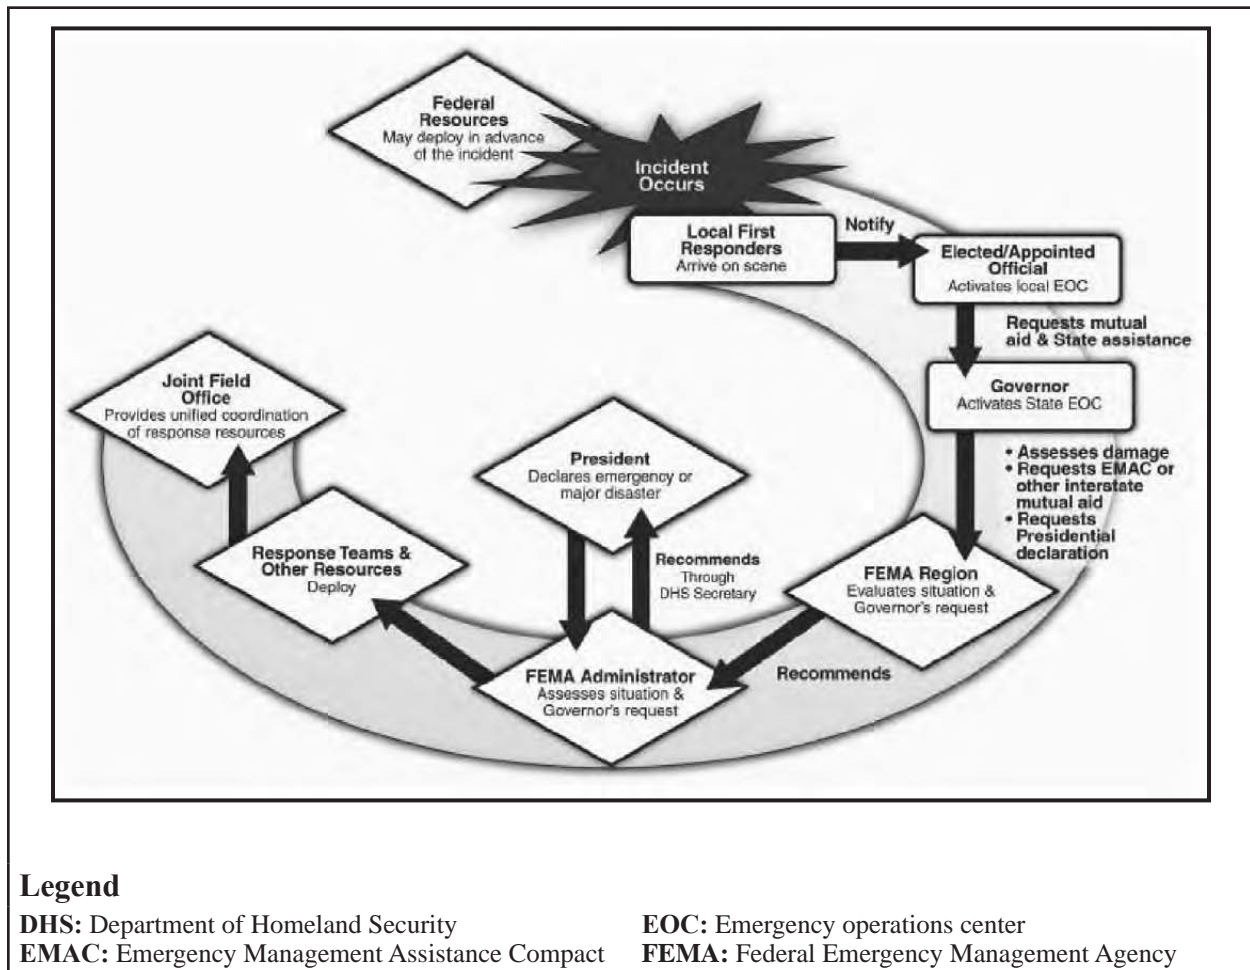 Federal
Resources
May deploy in advance
of the incident
Incident
Occurs
Local First
Responders
Arrive on scene
Notify
Elected/Appointed
Official
Activates local EOC
Requests mutual
aid & State assistance
Governor
Activates State EOC
• Assesses damage
• Requests EMAC or
other interstate
mutual aid
• Requests
Presidential
declaration
FEMA Region
Evaluates situation &
Governor's request
Recommends
FEMA Administrator
Assesses situation &
Governor's request
Recommends
Through
DHS Secretary
President
Declares emergency or
major disaster
Response Teams &
Other Resources
Deploy
Joint Field
Office
Provides unified coordination
of response resources
Legend
DHS: Department of Homeland Security
EMAC: Emergency Management Assistance Compact
EOC: Emergency operations center
FEMA: Federal Emergency Management Agency